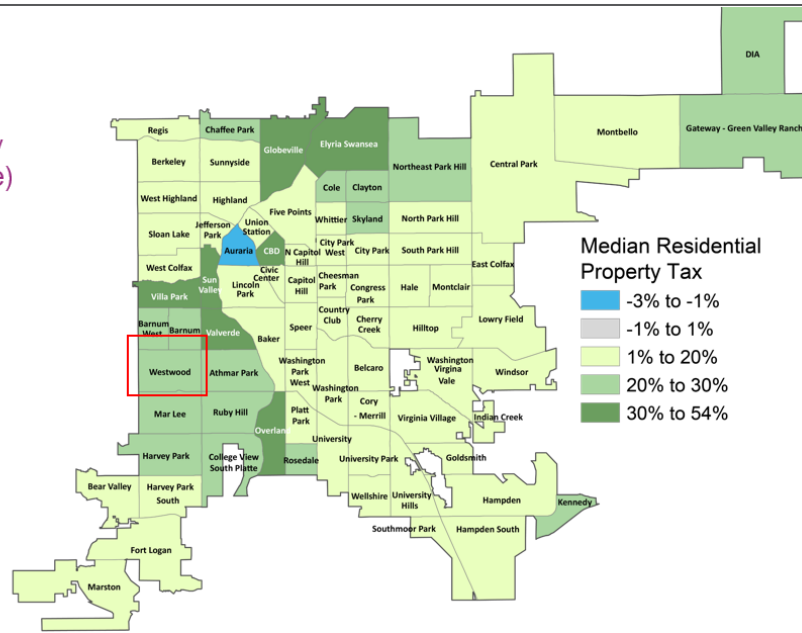 DIA
Regis
Chaffee Park
Globeville
Elyria Swansea
Montbello
Gateway - Green Valley Ranch
Berkeley
Sunnyside
Northeast Park Hill
Central Park
e)
Cole
Clayton
West Highland
Highland
Five Points
Whittier
Skyland
North Park Hill
Sloan Lake
Jefferson
Park
Union
Station
Auraria
CBD
N Capitol
Hill
City Park
West
City Park
South Park Hill
West Colfax
Civic
Center
East Colfax
Sun
Valley
Lincoln
Park
Capitol
Hill
Cheesman
Park
Congress
Park
Hale
Montclair
Villa Park
Country
Club
Cherry
Creek
Lowry Field
Barnum
West
Barnum
Valverde
Baker
Speer
Hilltop
Westwood
Athmar Park
Washington
Park
West
Washington
Park
Belcaro
Washington
Virgina
Vale
Windsor
Mar Lee
Ruby Hill
Overlan
Platt
Park
Cory
- Merrill
Virginia Village
Indian Creek
University
Harvey Park
College View
South Platte
Rosedale
University Park
Goldsmith
Bear Valley
Harvey Park
South
Wellshire
University
Hills
Hampden
Kennedy
Southmoor Park
Hampden South
Fort Logan
Marston
Median Residential
Property Tax
-3% to -1%
-1% to 1%
1% to 20%
20% to 30%
30% to 54%